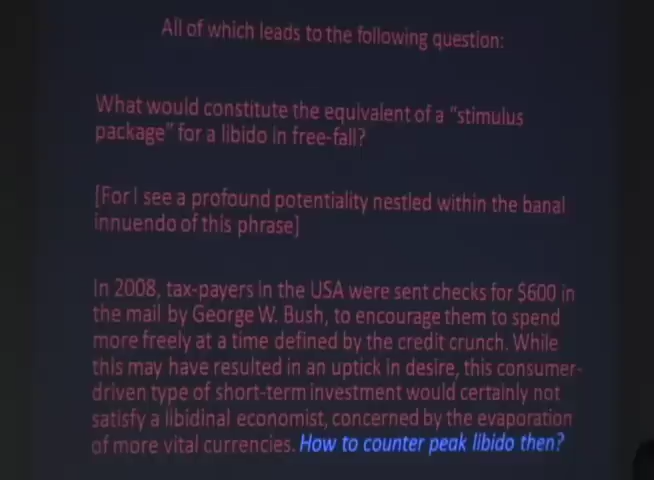 All of which leads to the following question:
What would constitute the equivalent of a “stimulus
package” for a libido in free-fall?
[For I see a profound potentiality nestled within the banal
innuendo of this phrase]
In 2008, tax-payers in the USA were sent checks for $600 in
the mail by George W. Bush, to encourage them to spend
more freely at a time defined by the credit crunch. While
this may have resulted in an uptick in desire, this consumer-
driven type of short-term investment would certainly not
satisfy a libidinal economist, concerned by the evaporation
of more vital currencies. How to counter peak libido then?